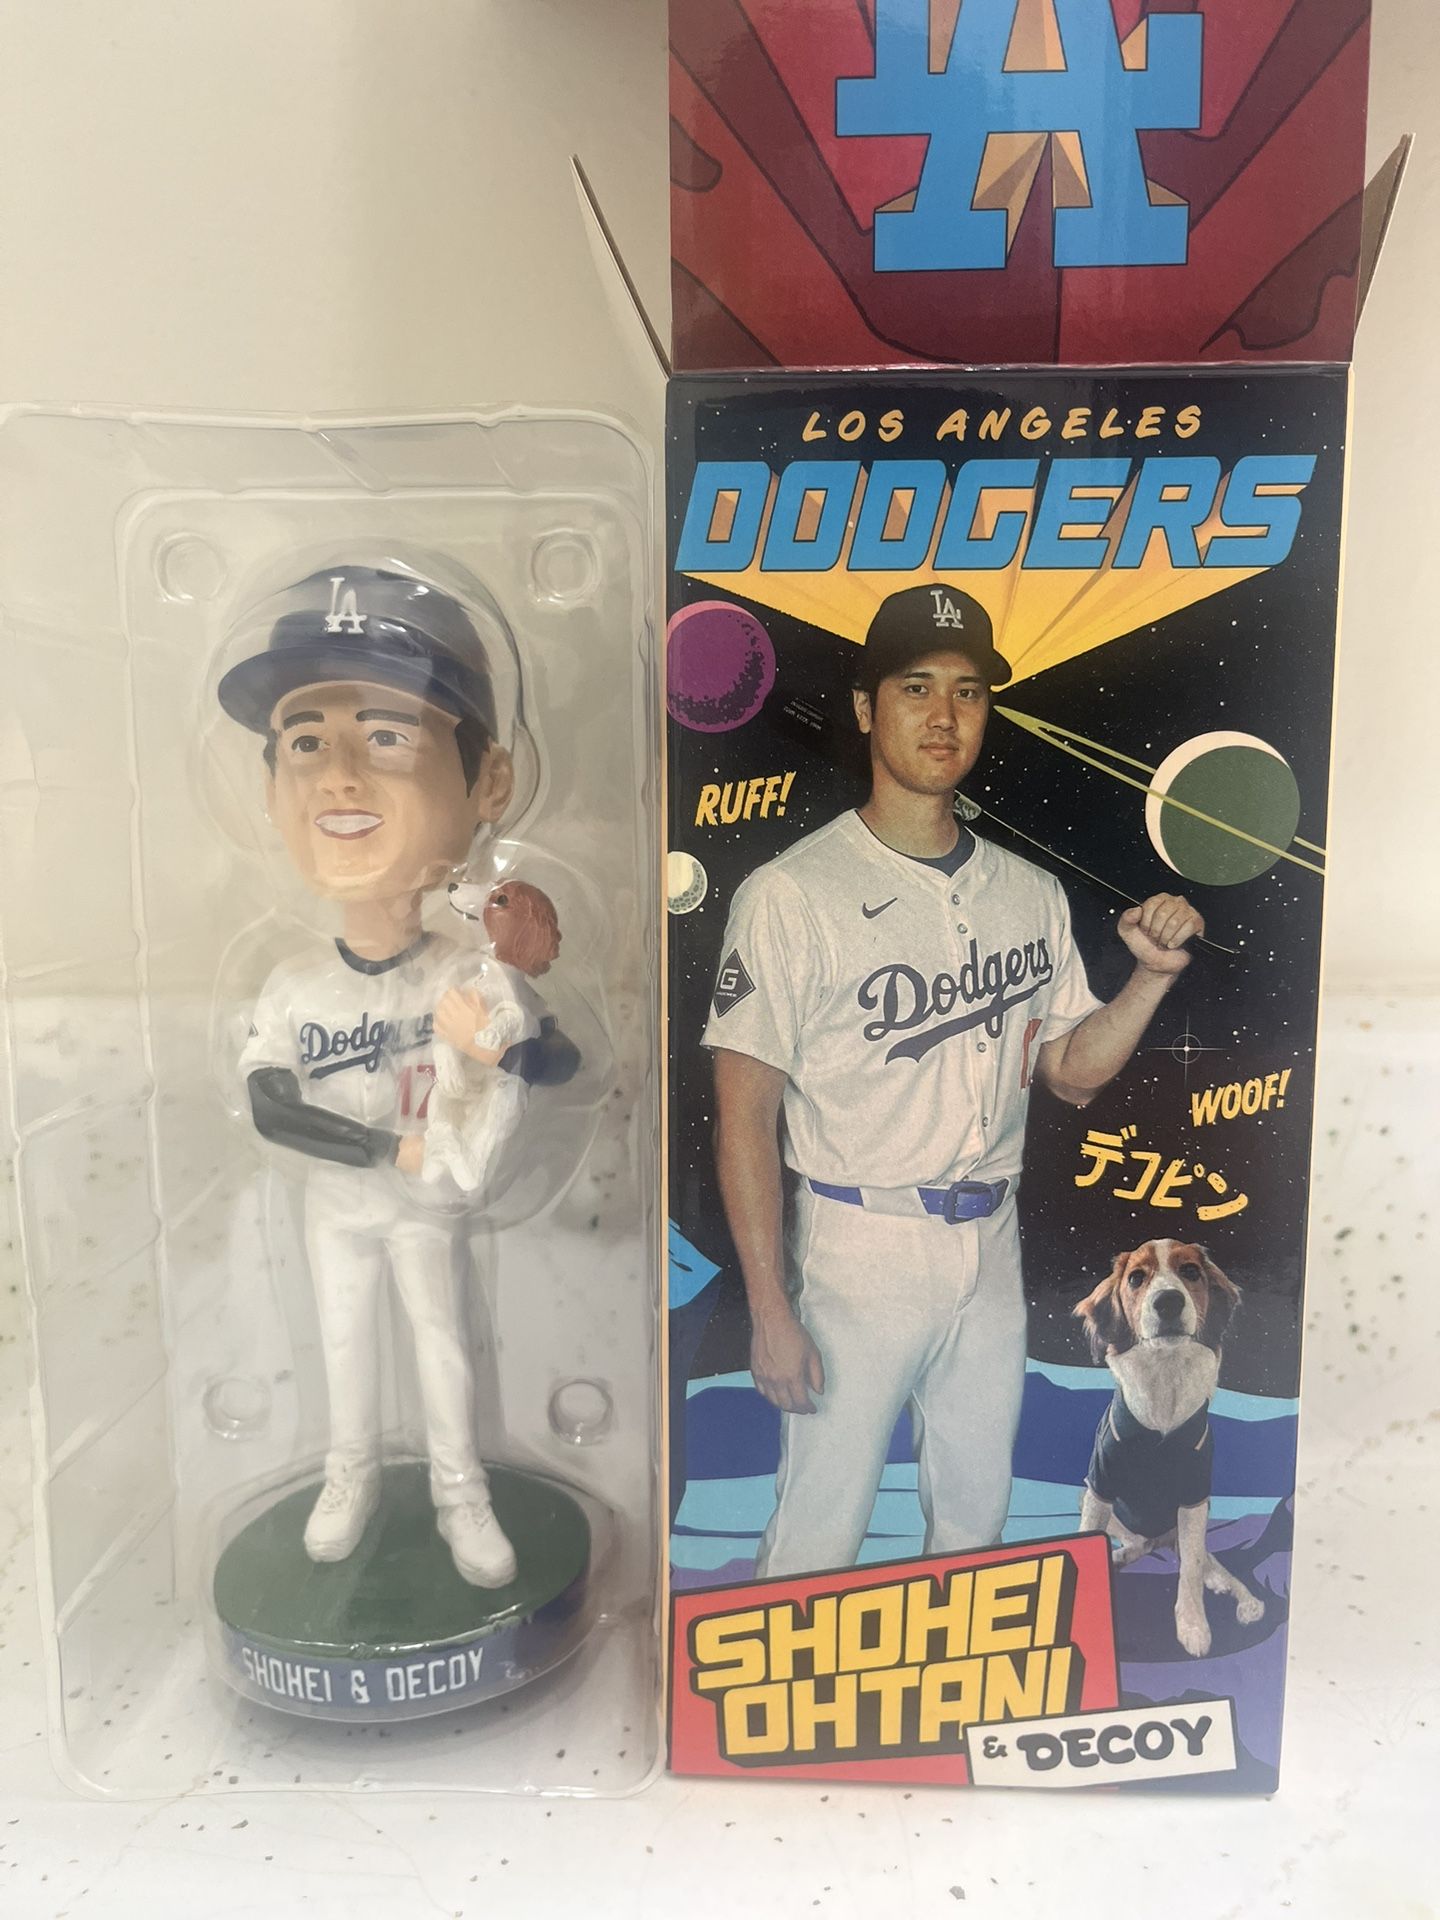 LA
LOS ANGELES
DODGERS
LA
RUFF!
Dodgers
G
WOOF!
デコピン
SHOHEI
OHTANI
& DECOY
LA
Dodgers
17
SHOHEI & DECOY